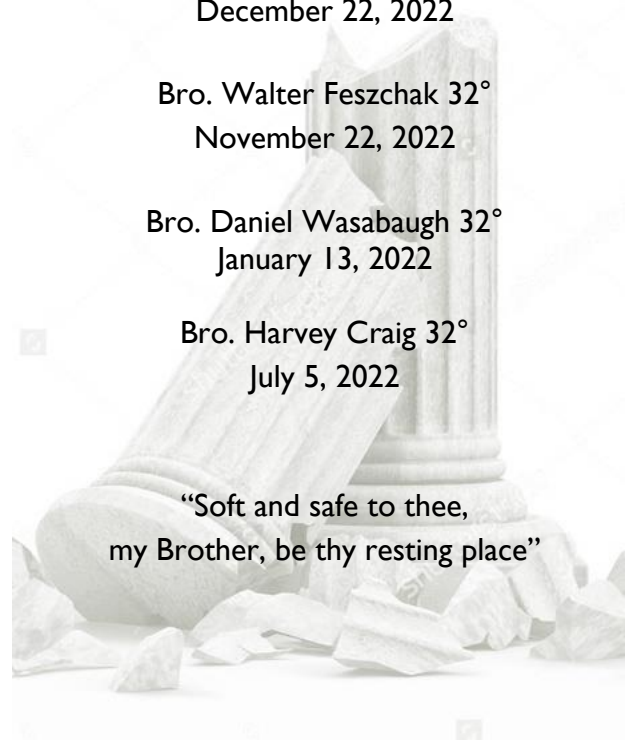 December 22, 2022
Bro. Walter Feszchak 32°
November 22, 2022
Bro. Daniel Wasabaugh 32°
January 13, 2022
Bro. Harvey Craig 32°
July 5, 2022
“Soft and safe to thee,
my Brother, be thy resting place”